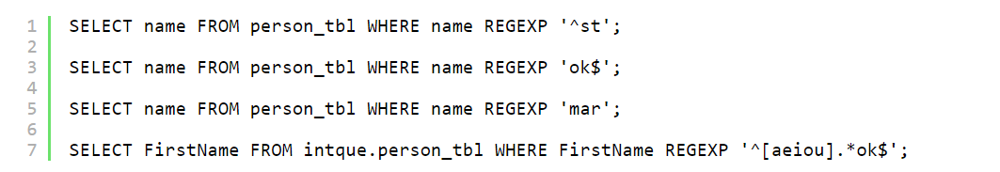 1 SELECT name FROM person_tbl WHERE name REGEXP '^st';
2
3 SELECT name FROM person_tbl WHERE name REGEXP 'ok$';
4
5 SELECT name FROM person_tbl WHERE name REGEXP 'mar';
6
7 SELECT FirstName FROM intque.person_tbl WHERE FirstName REGEXP '^[aeiou].*ok$';